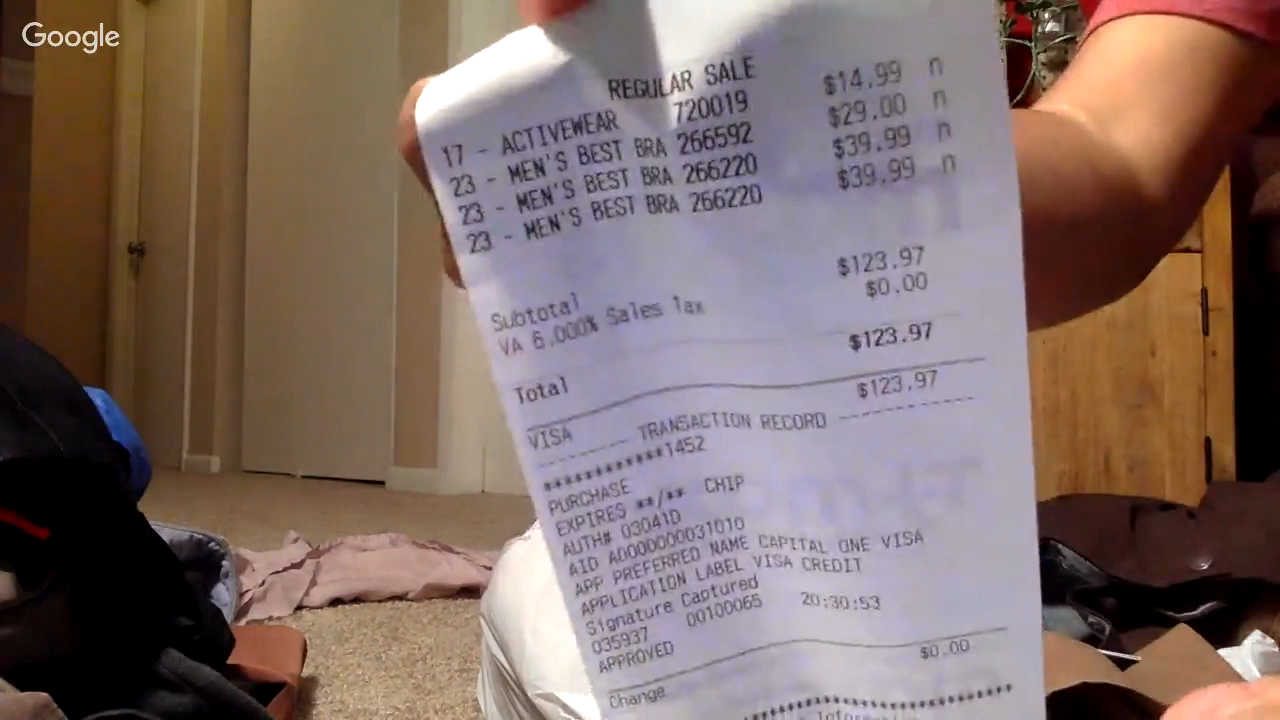 Google
REGULAR SALE
17 - ACTIVEWEAR 720019 $14.99 n
23 - MEN'S BEST BRA 266592 $29.00 n
23 - MEN'S BEST BRA 266220 $39.99 n
23 - MEN'S BEST BRA 266220 $39.99 n
Subtotal $123.97
VA 6.000% Sales Tax $0.00
Total $123.97
VISA $123.97
TRANSACTION RECORD
************1452
PURCHASE
EXPIRES **/** CHIP
AUTH# 03041D
AID A0000000031010
APP PREFERRED NAME CAPITAL ONE VISA
APPLICATION LABEL VISA CREDIT
Signature Captured
035937 00100065 20:30:53
APPROVED
Change $0.00